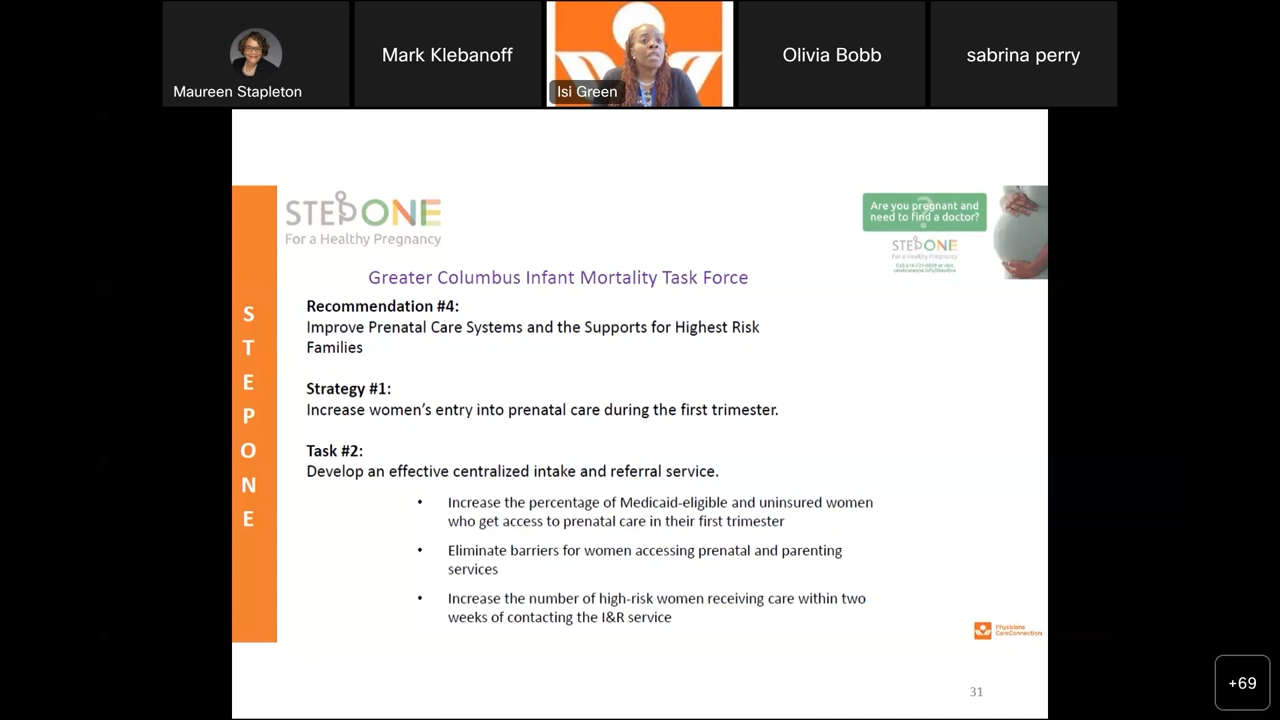 Maureen Stapleton
Mark Klebanoff
Isi Green
Olivia Bobb
sabrina perry
STEPONE
For a Healthy Pregnancy
Are you pregnant and
need to find a doctor?
STEPONE
For a Healthy Pregnancy
Greater Columbus Infant Mortality Task Force
Recommendation #4:
Improve Prenatal Care Systems and the Supports for Highest Risk
Families
Strategy #1:
Increase women's entry into prenatal care during the first trimester.
Task #2:
Develop an effective centralized intake and referral service.
• Increase the percentage of Medicaid-eligible and uninsured women
who get access to prenatal care in their first trimester
• Eliminate barriers for women accessing prenatal and parenting
services
• Increase the number of high-risk women receiving care within two
weeks of contacting the I&R service
S
T
E
P
O
N
E
Physicians
CareConnection
31
+69